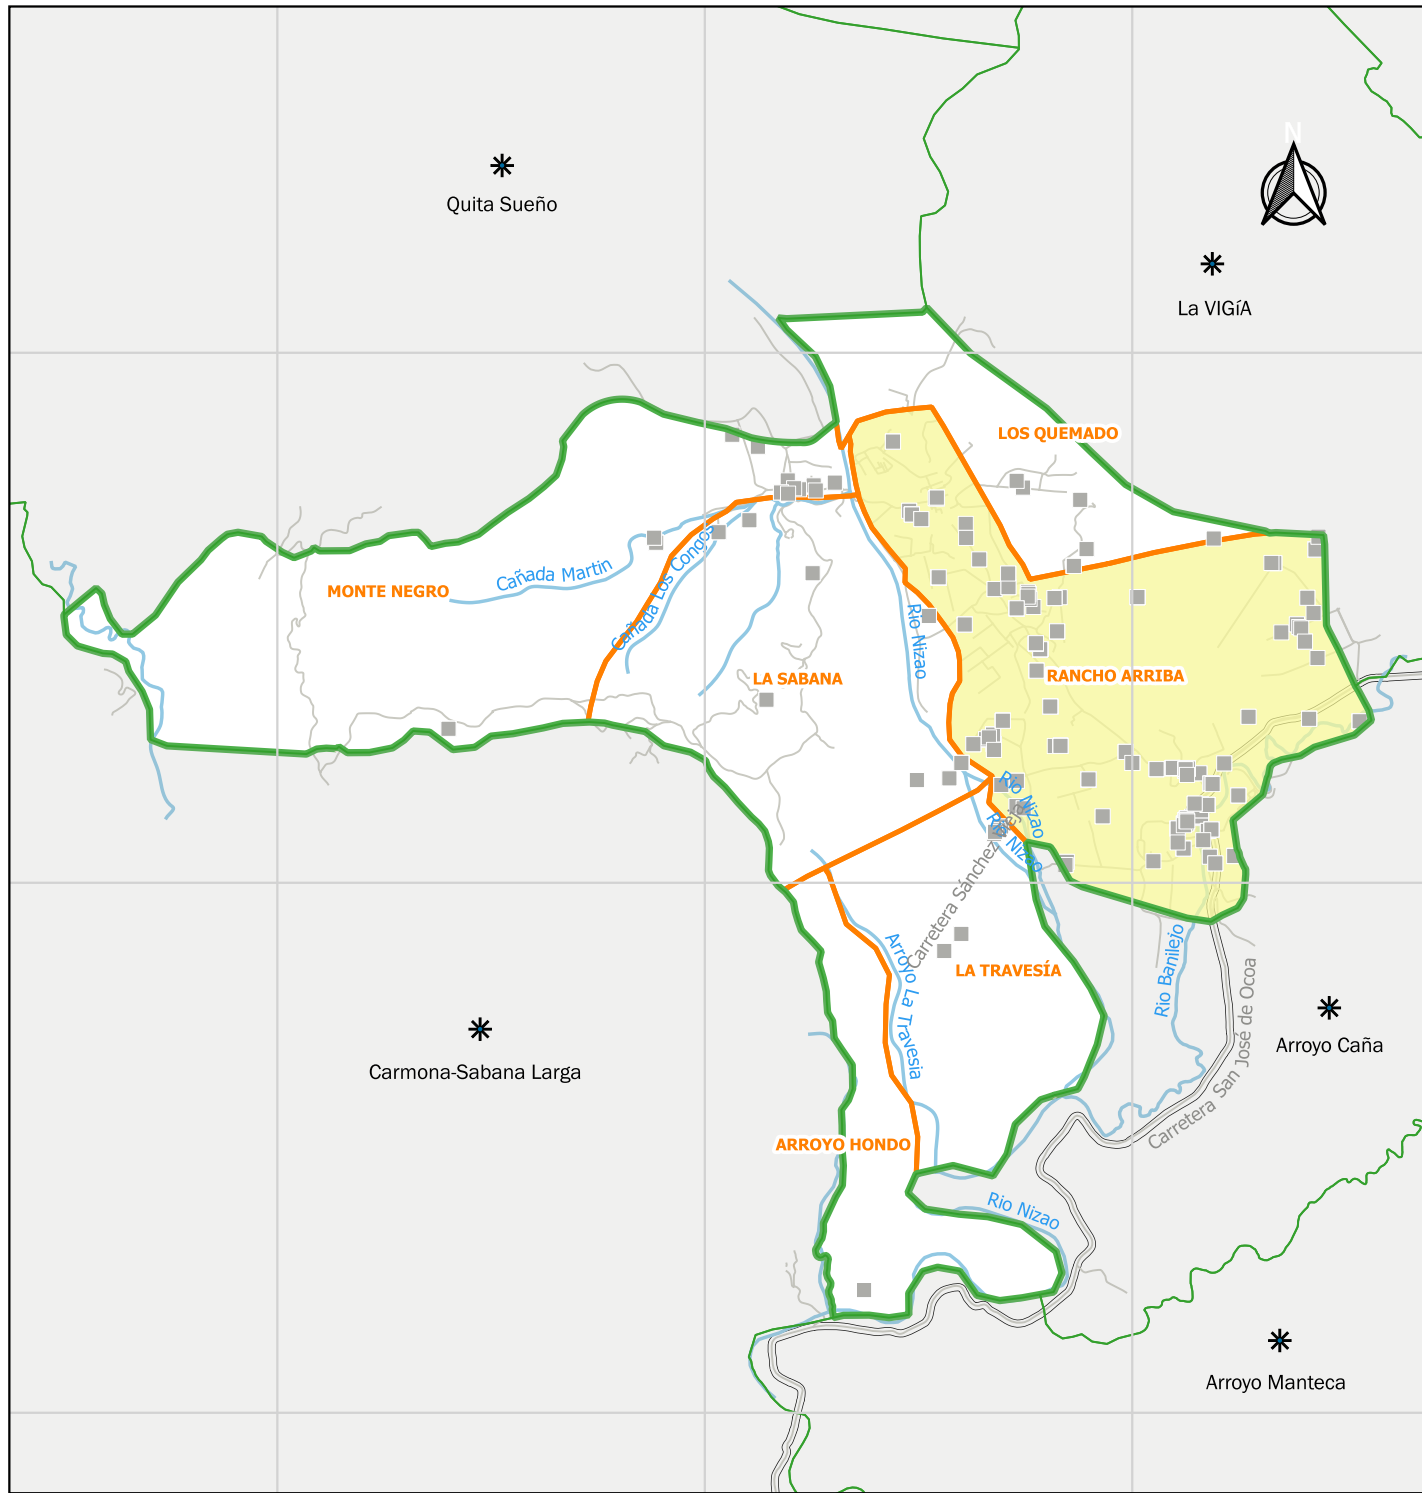 N
Quita Sueño
La VIGíA
LOS QUEMADO
Cañada Martin
MONTE NEGRO
Cañada Los Congos
Rio Nizao
LA SABANA
RANCHO ARRIBA
Rio Nizao
Rio Nizao
Carretera Sánchez Vieja
Arroyo La Travesia
LA TRAVESÍA
Rio Banilejo
Carretera San José de Ocoa
Arroyo Caña
Carmona-Sabana Larga
ARROYO HONDO
Rio Nizao
Arroyo Manteca